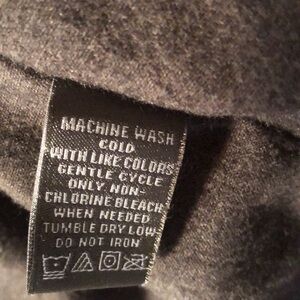 MACHINE WASH
COLD
WITH LIKE COLORS
GENTLE CYCLE
ONLY NON-
CHLORINE BLEACH
WHEN NEEDED
TUMBLE DRY LOW
DO NOT IRON